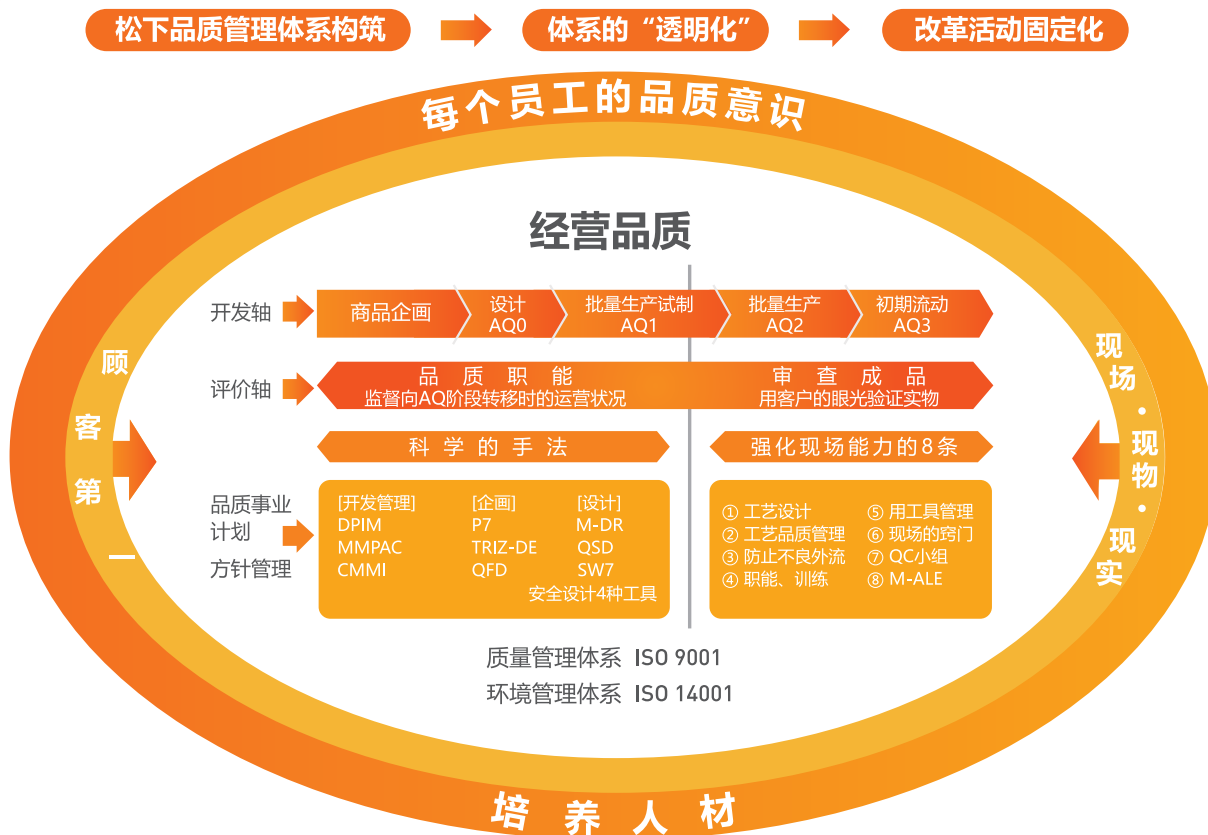 松下品质管理体系构筑
体系的“透明化”
改革活动固定化
每个员工的品质意识
顾客第一
现场·现物·现实
经营品质
开发轴
商品企画
设计
AQ0
批量生产试制
AQ1
批量生产
AQ2
初期流动
AQ3
评价轴
品质职能
监督向AQ阶段转移时的运营状况
审查成品
用客户的眼光验证实物
科学的手法
强化现场能力的8条
品质事业
计划
方针管理
[开发管理] [企画] [设计]
DPIM P7 M-DR
MMPAC TRIZ-DE QSD
CMMI QFD SW7
安全设计4种工具
① 工艺设计 ⑤ 用工具管理
② 工艺品质管理 ⑥ 现场的窍门
③ 防止不良外流 ⑦ QC小组
④ 职能、训练 ⑧ M-ALE
质量管理体系 ISO 9001
环境管理体系 ISO 14001
培养人材